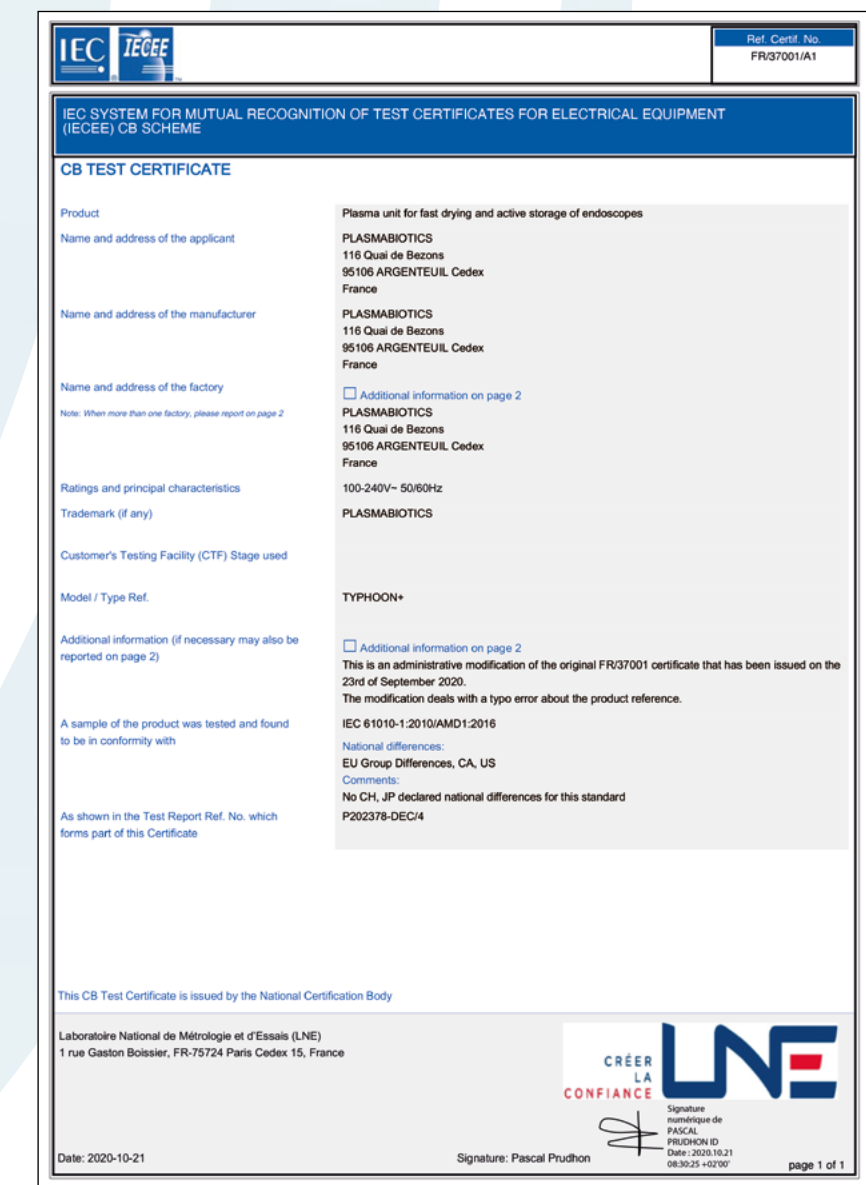 IEC IECEE
® ™
Ref. Certif. No.
FR/37001/A1
IEC SYSTEM FOR MUTUAL RECOGNITION OF TEST CERTIFICATES FOR ELECTRICAL EQUIPMENT
(IECEE) CB SCHEME
CB TEST CERTIFICATE
Product
Plasma unit for fast drying and active storage of endoscopes
Name and address of the applicant
PLASMABIOTICS
116 Quai de Bezons
95106 ARGENTEUIL Cedex
France
Name and address of the manufacturer
PLASMABIOTICS
116 Quai de Bezons
95106 ARGENTEUIL Cedex
France
Name and address of the factory
Note: When more than one factory, please report on page 2
☐ Additional information on page 2
PLASMABIOTICS
116 Quai de Bezons
95106 ARGENTEUIL Cedex
France
Ratings and principal characteristics
100-240V~ 50/60Hz
Trademark (if any)
PLASMABIOTICS
Customer's Testing Facility (CTF) Stage used
Model / Type Ref.
TYPHOON+
Additional information (if necessary may also be
reported on page 2)
☐ Additional information on page 2
This is an administrative modification of the original FR/37001 certificate that has been issued on the
23rd of September 2020.
The modification deals with a typo error about the product reference.
A sample of the product was tested and found
to be in conformity with
IEC 61010-1:2010/AMD1:2016
National differences:
EU Group Differences, CA, US
Comments:
No CH, JP declared national differences for this standard
As shown in the Test Report Ref. No. which
forms part of this Certificate
P202378-DEC/4
This CB Test Certificate is issued by the National Certification Body
Laboratoire National de Métrologie et d'Essais (LNE)
1 rue Gaston Boissier, FR-75724 Paris Cedex 15, France
CRÉER
LA
CONFIANCE
LNE
Signature
numérique de
PASCAL
PRUDHON ID
Date : 2020.10.21
08:30:25 +02'00'
Date: 2020-10-21
Signature: Pascal Prudhon
page 1 of 1